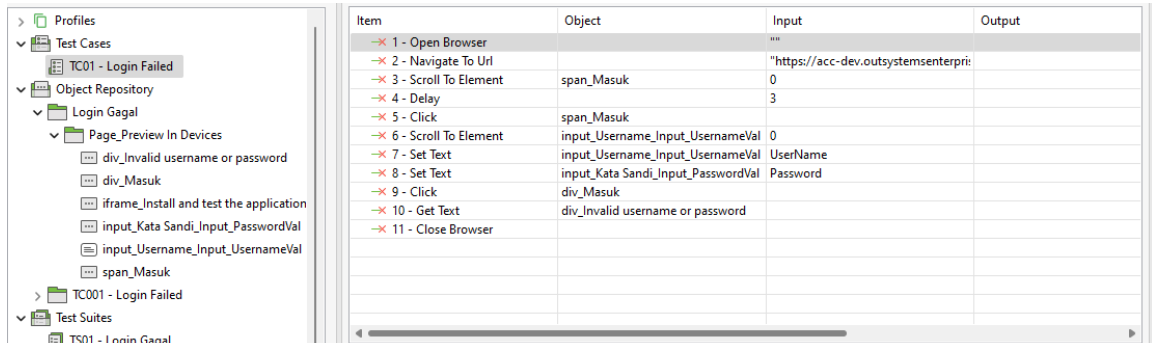 Profiles
Test Cases
TC01 - Login Failed
Object Repository
Login Gagal
Page_Preview In Devices
div_Invalid username or password
div_Masuk
iframe_Install and test the application
input_Kata Sandi_Input_PasswordVal
input_Username_Input_UsernameVal
span_Masuk
TC001 - Login Failed
Test Suites
TS01 - Login Gagal
Item Object Input Output
1 - Open Browser ""
2 - Navigate To Url "https://acc-dev.outsystemsenterpri
3 - Scroll To Element span_Masuk 0
4 - Delay 3
5 - Click span_Masuk
6 - Scroll To Element input_Username_Input_UsernameVal 0
7 - Set Text input_Username_Input_UsernameVal UserName
8 - Set Text input_Kata Sandi_Input_PasswordVal Password
9 - Click div_Masuk
10 - Get Text div_Invalid username or password
11 - Close Browser